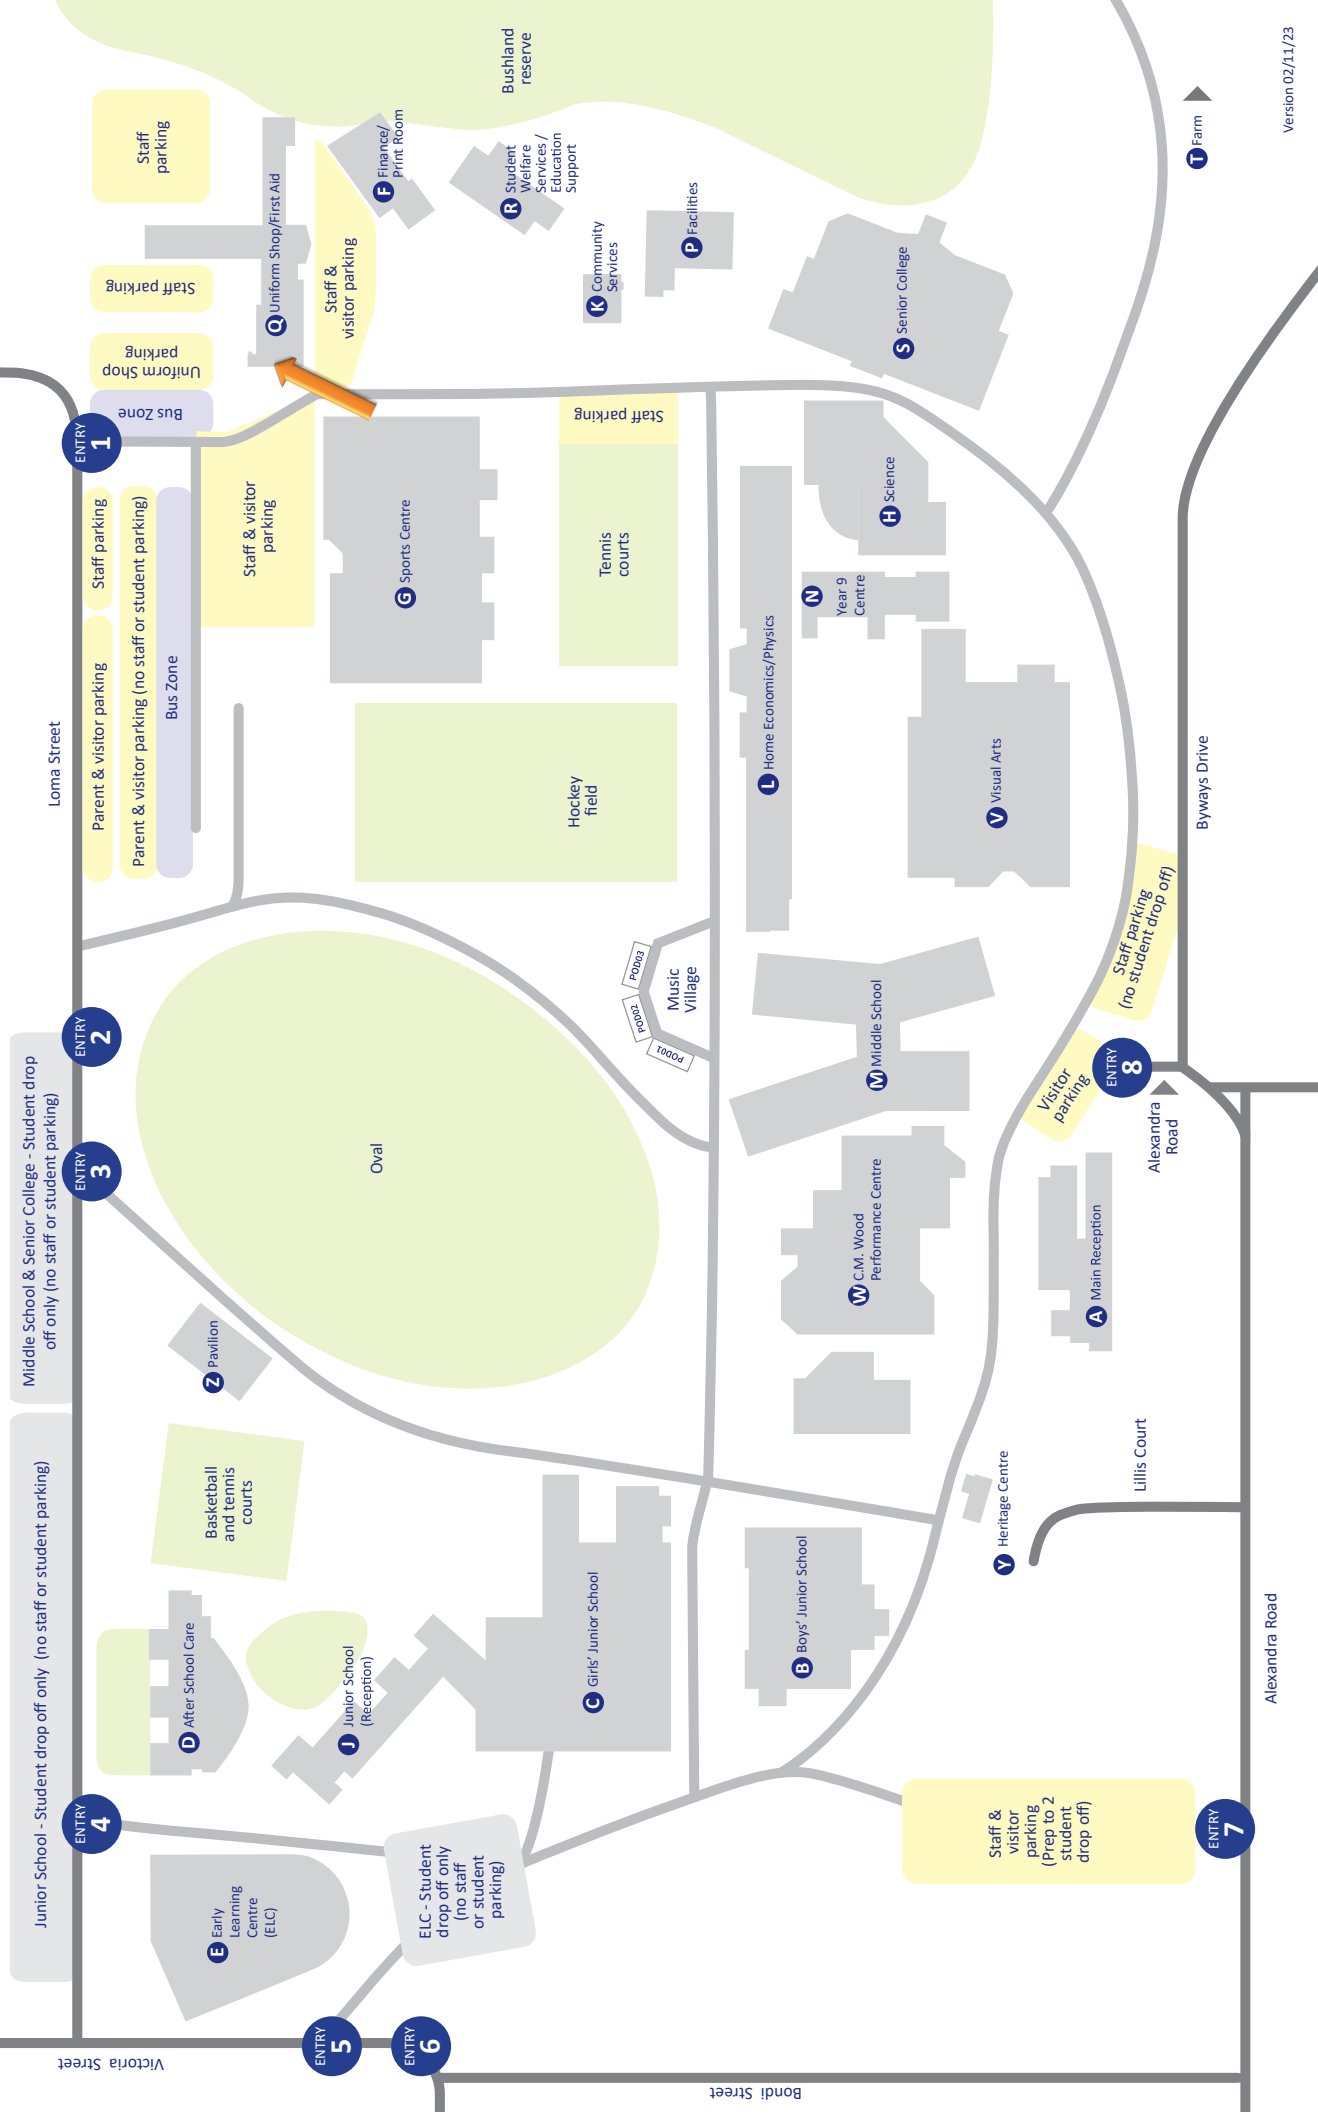 Junior School - Student drop off only (no staff or student parking)
Middle School & Senior College - Student drop
off only (no staff or student parking)
Loma Street
Victoria Street
Bondi Street
ENTRY
4
ENTRY
3
ENTRY
2
ENTRY
1
Parent & visitor parking
Staff parking
Parent & visitor parking (no staff or student parking)
Bus Zone
Bus Zone
Uniform Shop
parking
Staff parking
Staff
parking
E Early
Learning
Centre
(ELC)
D After School Care
Basketball
and tennis
courts
Z Pavilion
Staff & visitor
parking
Q Uniform Shop/First Aid
Staff &
visitor parking
ENTRY
5
ENTRY
6
J Junior School
(Reception)
Oval
G Sports Centre
F Finance/
Print Room
ELC - Student
drop off only
(no staff
or student
parking)
R Student
Welfare
Services /
Education
Support
Bushland
reserve
C Girls' Junior School
Hockey
field
Tennis
courts
Staff parking
K Community
Services
POD01
POD02
POD03
Music
Village
P Facilities
B Boys' Junior School
L Home Economics/Physics
W C.M. Wood
Performance Centre
M Middle School
N
Year 9
Centre
H Science
S Senior College
V Visual Arts
Y Heritage Centre
Staff &
visitor
parking
(Prep to 2
student
drop off)
A Main Reception
Visitor
parking
Staff parking
(no student drop off)
ENTRY
8
Alexandra
Road
Lillis Court
Byways Drive
T Farm
ENTRY
7
Alexandra Road
Version 02/11/23